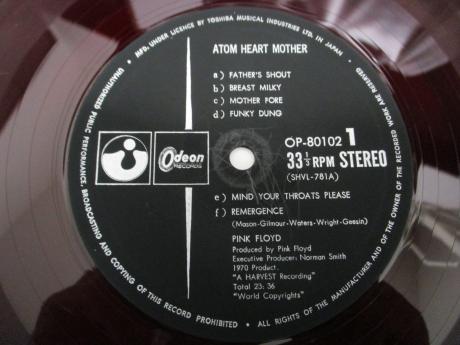 • MFD. UNDER LICENCE BY TOSHIBA MUSICAL INDUSTRIES LTD. IN JAPAN •
UNAUTHORIZED PUBLIC PERFORMANCE, BROADCASTING AND COPYING OF THIS RECORD PROHIBITED • ALL RIGHTS OF THE MANUFACTURER AND OF THE OWNER OF THE RECORDED WORK ARE RESERVED
ATOM HEART MOTHER
a) FATHER'S SHOUT
b) BREAST MILKY
c) MOTHER FORE
d) FUNKY DUNG
Odeon
RECORDS
OP-80102 1
33 1/3 RPM STEREO
(SHVL-781A)
e) MIND YOUR THROATS PLEASE
f) REMERGENCE
(Mason-Gilmour-Waters-Wright-Geesin)
PINK FLOYD
Produced by Pink Floyd
Executive Producer: Norman Smith
1970 Product.
"A HARVEST Recording"
Total 23: 36
"World Copyrights"